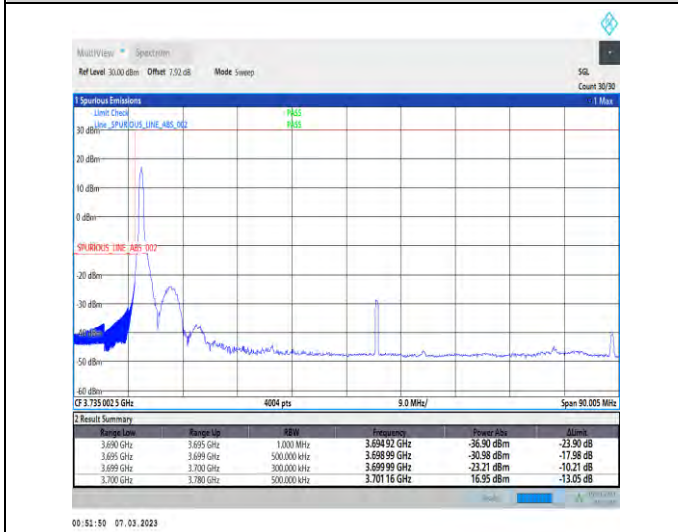 MultiView Spectrum
Ref Level 30.00 dBm Offset 7.92 dB Mode Sweep SGL
Count 30/30
1 Spurious Emissions 1 Max
Limit Check PASS
Line _SPURIOUS_LINE_ABS_002 PASS
30 dBm
20 dBm
10 dBm
0 dBm
_SPURIOUS_LINE_ABS_002
-20 dBm
-30 dBm
-40 dBm
-50 dBm
-60 dBm
CF 3.735 002 5 GHz 4004 pts 9.0 MHz/ Span 90.005 MHz
2 Result Summary
Range Low Range Up RBW Frequency Power Abs ΔLimit
3.690 GHz 3.695 GHz 1.000 MHz 3.694 92 GHz -36.90 dBm -23.90 dB
3.695 GHz 3.699 GHz 500.000 kHz 3.698 99 GHz -30.98 dBm -17.98 dB
3.699 GHz 3.700 GHz 300.000 kHz 3.699 99 GHz -23.21 dBm -10.21 dB
3.700 GHz 3.780 GHz 500.000 kHz 3.701 16 GHz 16.95 dBm -13.05 dB
00:51:50 07.03.2023